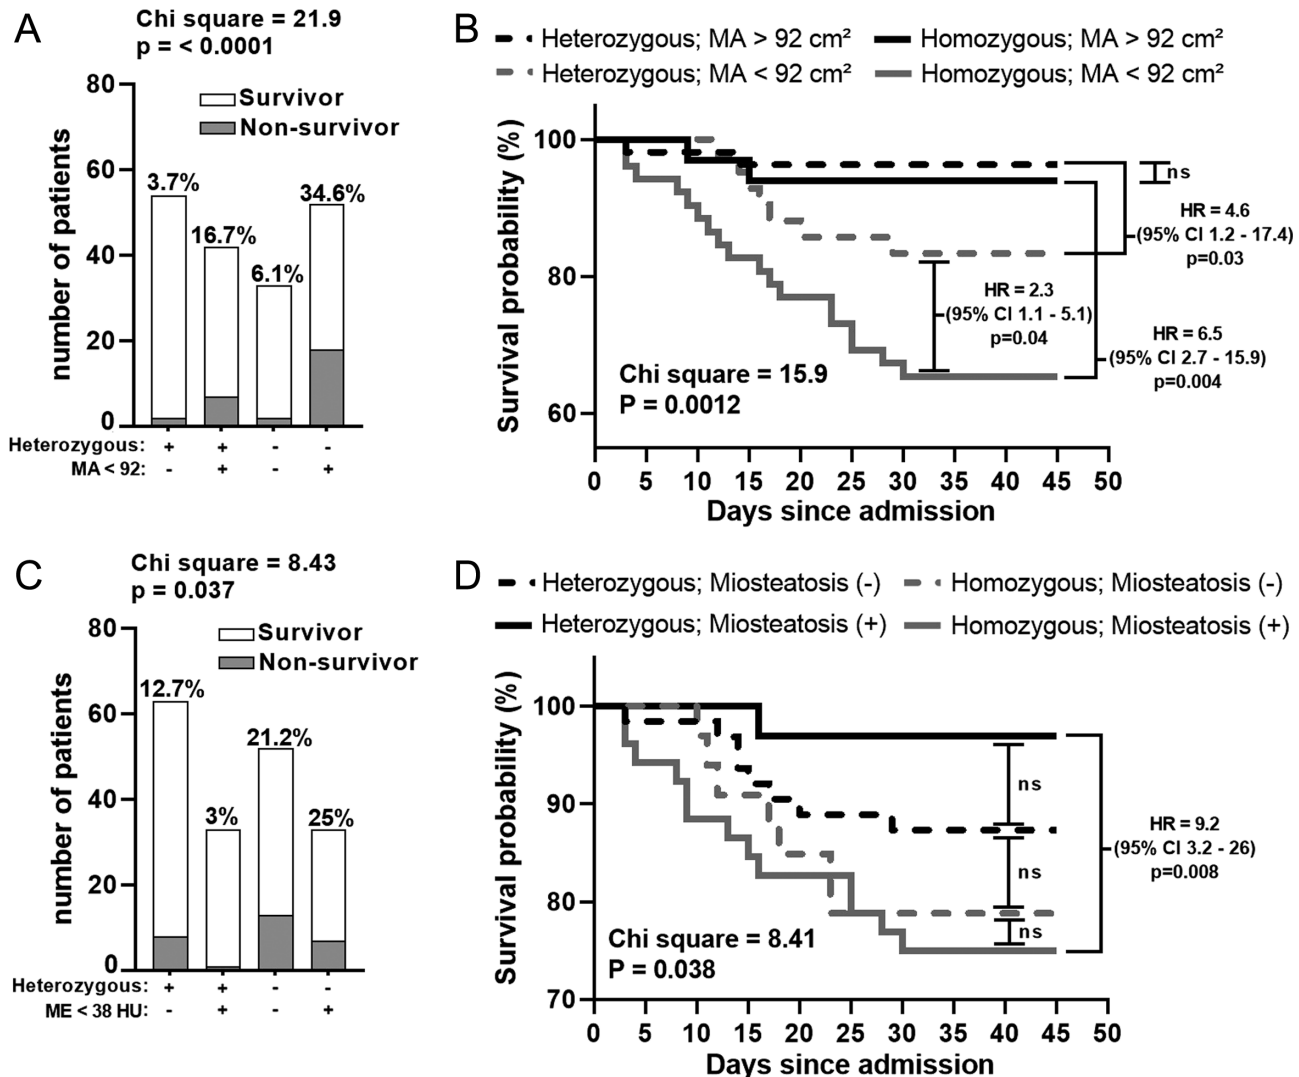 A
Chi square = 21.9
p = < 0.0001
Survivor
Non-survivor
number of patients
80
60
40
20
0
3.7%
16.7%
6.1%
34.6%
Heterozygous: + + - -
MA < 92: - + - +
B
Heterozygous; MA > 92 cm²
Homozygous; MA > 92 cm²
Heterozygous; MA < 92 cm²
Homozygous; MA < 92 cm²
Survival probability (%)
100
80
60
ns
HR = 4.6
(95% CI 1.2 - 17.4)
p=0.03
HR = 2.3
(95% CI 1.1 - 5.1)
p=0.04
HR = 6.5
(95% CI 2.7 - 15.9)
p=0.004
Chi square = 15.9
P = 0.0012
0 5 10 15 20 25 30 35 40 45 50
Days since admission
C
Chi square = 8.43
p = 0.037
Survivor
Non-survivor
number of patients
80
60
40
20
0
12.7%
3%
21.2%
25%
Heterozygous: + + - -
ME < 38 HU: - + - +
D
Heterozygous; Miosteatosis (-)
Homozygous; Miosteatosis (-)
Heterozygous; Miosteatosis (+)
Homozygous; Miosteatosis (+)
Survival probability (%)
100
90
80
70
ns
ns
ns
HR = 9.2
(95% CI 3.2 - 26)
p=0.008
Chi square = 8.41
P = 0.038
0 5 10 15 20 25 30 35 40 45 50
Days since admission